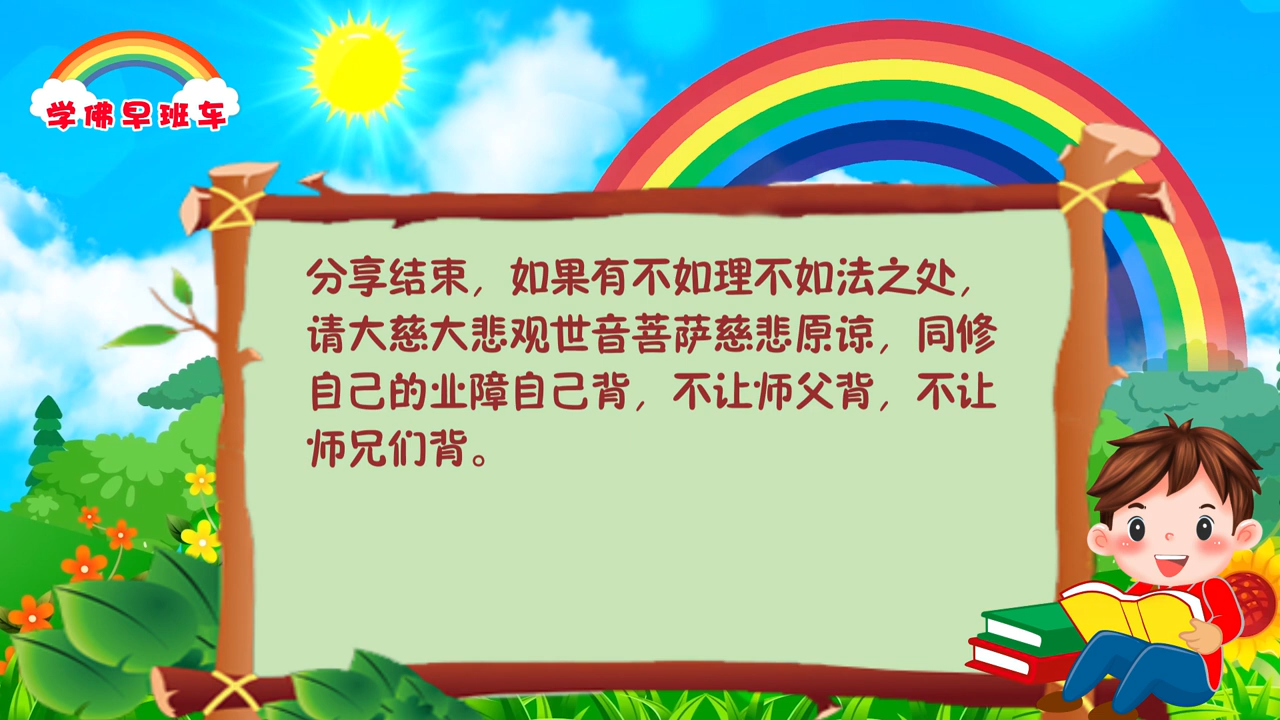 学佛早班车
分享结束，如果有不如理不如法之处，
请大慈大悲观世音菩萨慈悲原谅，同修
自己的业障自己背，不让师父背，不让
师兄们背。